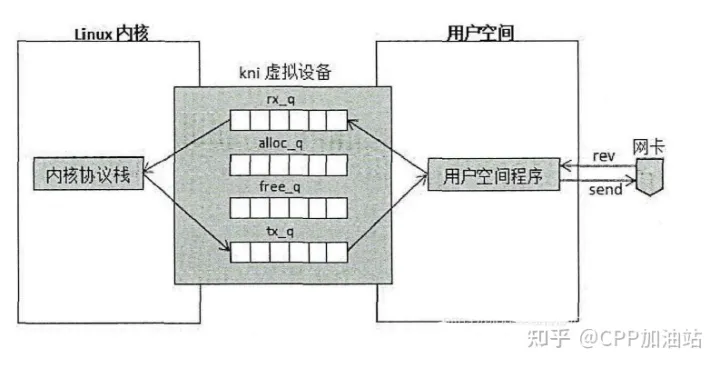 Linux 内核
用户空间
kni 虚拟设备
rx_q
alloc_q
free_q
tx_q
内核协议栈
用户空间程序
rev
send
网卡
知乎 @CPP加油站